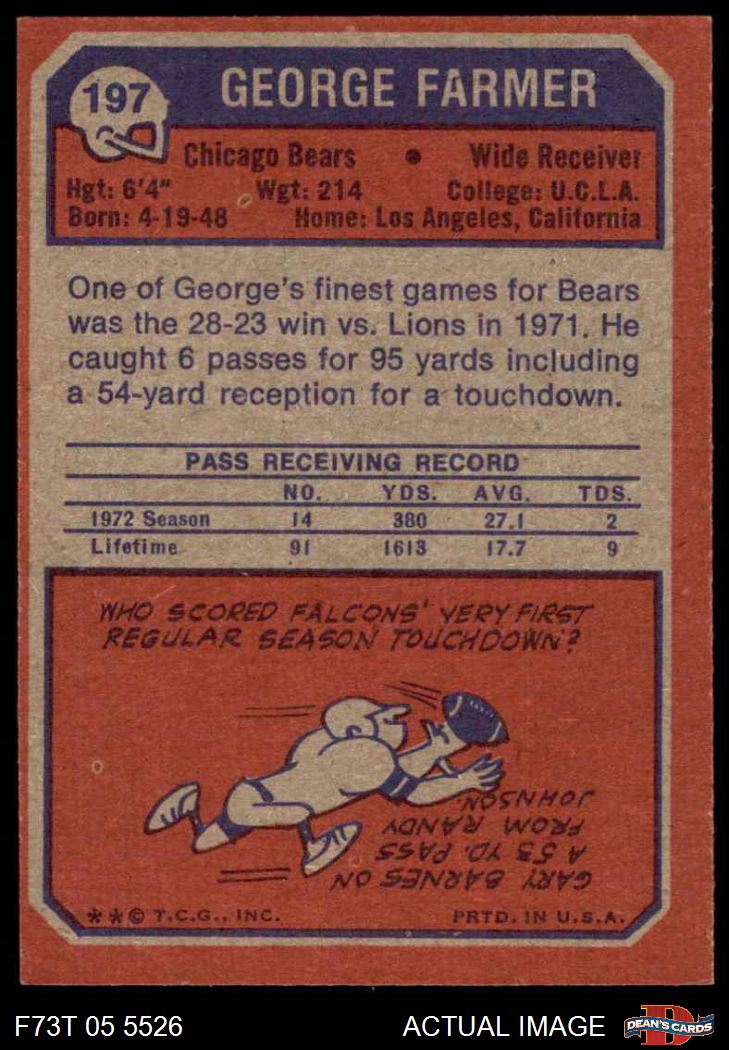 197
GEORGE FARMER
Chicago Bears • Wide Receiver
Hgt: 6'4" Wgt: 214 College: U.C.L.A.
Born: 4-19-48 Home: Los Angeles, California
One of George's finest games for Bears
was the 28-23 win vs. Lions in 1971. He
caught 6 passes for 95 yards including
a 54-yard reception for a touchdown.
PASS RECEIVING RECORD
NO. YDS. AVG. TDS.
1972 Season 14 380 27.1 2
Lifetime 91 1613 17.7 9
WHO SCORED FALCONS' VERY FIRST
REGULAR SEASON TOUCHDOWN?
GARY BARNES ON
A 53 YD. PASS
FROM RANDY
JOHNSON.
**© T.C.G., INC. PRTD. IN U.S.A.
F73T 05 5526 ACTUAL IMAGE
D
DEAN'S CARDS